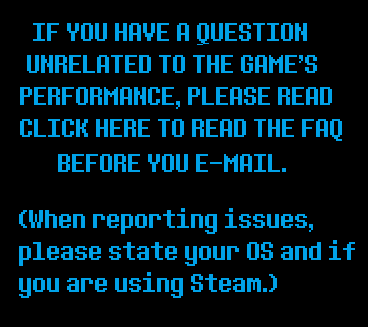 IF YOU HAVE A QUESTION
UNRELATED TO THE GAME'S
PERFORMANCE, PLEASE READ
CLICK HERE TO READ THE FAQ
BEFORE YOU E-MAIL.
(When reporting issues,
please state your OS and if
you are using Steam.)